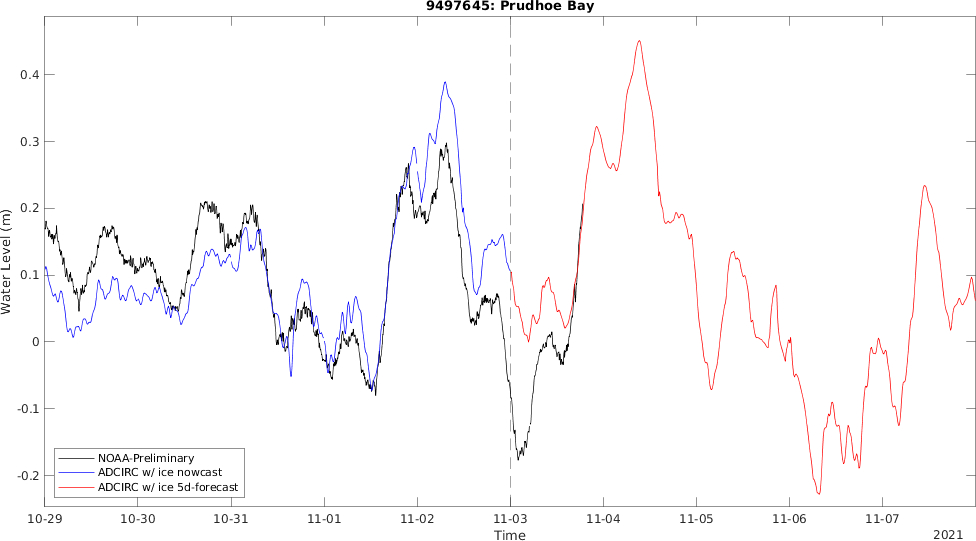 9497645: Prudhoe Bay
Water Level (m)
0.4
0.3
0.2
0.1
0
-0.1
-0.2
NOAA-Preliminary
ADCIRC w/ ice nowcast
ADCIRC w/ ice 5d-forecast
10-29 10-30 10-31 11-01 11-02 11-03 11-04 11-05 11-06 11-07
Time
2021